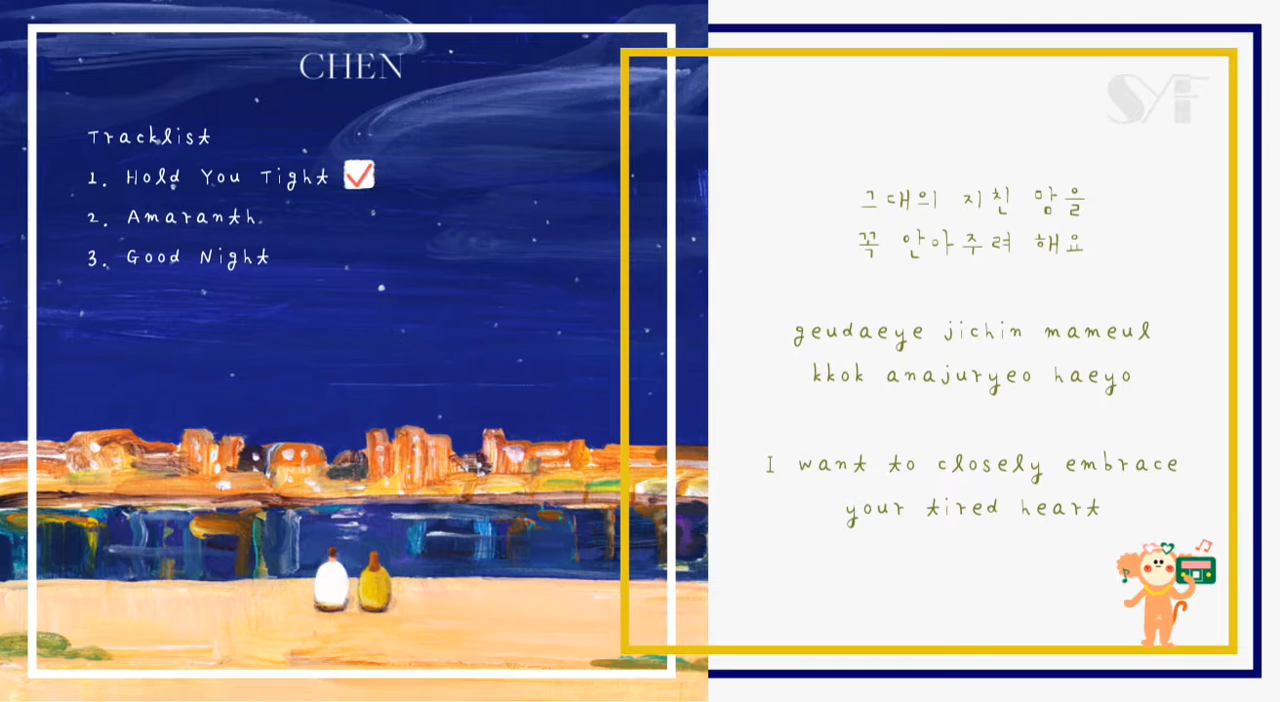 CHEN
Tracklist
1. Hold You Tight
2. Amaranth
3. Good Night
SYF
그대의 지친 맘을
꼭 안아주려 해요
geudaeye jichin mameul
kkok anajuryeo haeyo
I want to closely embrace
your tired heart